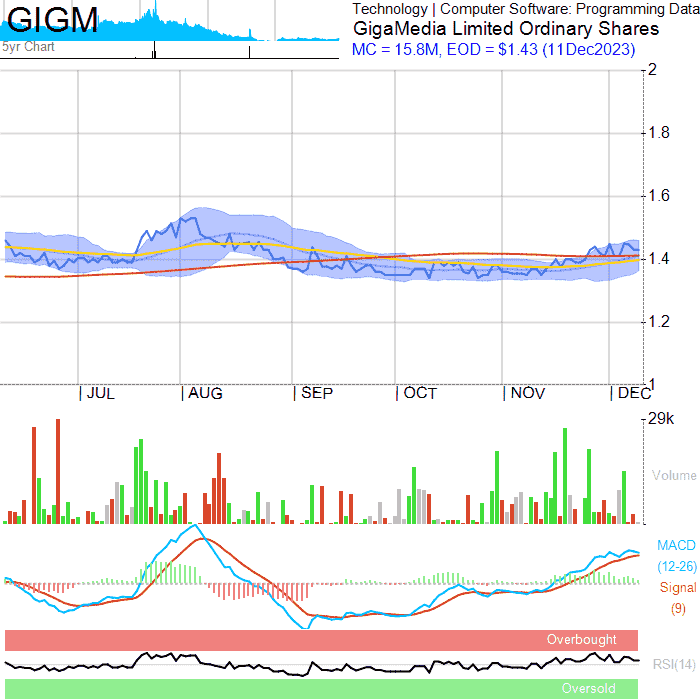 GIGM
5yr Chart
Technology | Computer Software: Programming Data
GigaMedia Limited Ordinary Shares
MC = 15.8M, EOD = $1.43 (11Dec2023)
2
1.8
1.6
1.4
1.2
1
JUL
AUG
SEP
OCT
NOV
DEC
29k
Volume
MACD
(12-26)
Signal
(9)
Overbought
RSI(14)
Oversold